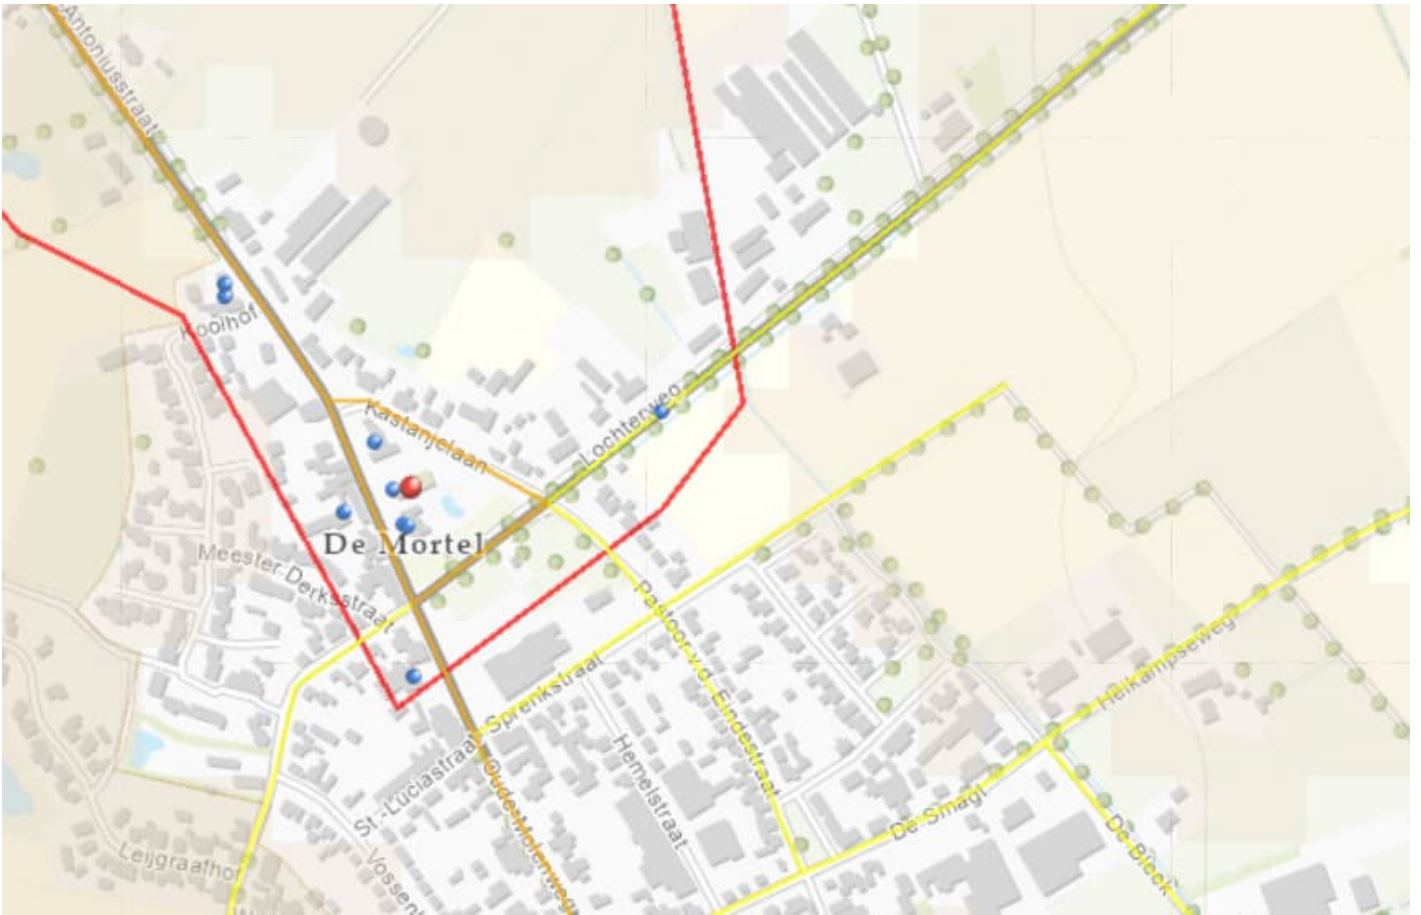 Antoniusstraat
Kooihof
Kastanjelaan
Lochterweg
De Mortel
Meester Derksstraat
Pastoor v.d. Eindestraat
Sprenkstraat
St.-Luciastraat
Hemelstraat
Oude Molenweg
Heikampseweg
De Smagt
De Bleek
Leijgraafhof